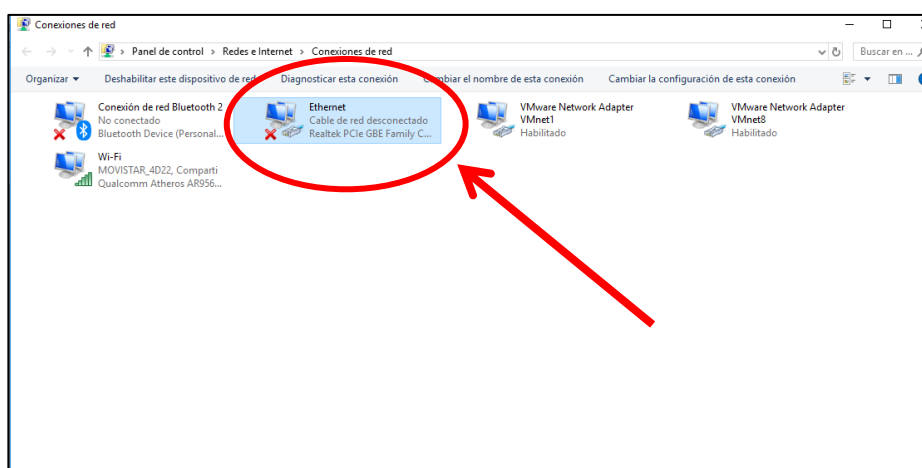 Conexiones de red
Panel de control > Redes e Internet > Conexiones de red
Buscar en ...
Organizar Deshabilitar este dispositivo de red Diagnosticar esta conexión Cambiar el nombre de esta conexión Cambiar la configuración de esta conexión
Conexión de red Bluetooth 2
No conectado
Bluetooth Device (Personal...
Ethernet
Cable de red desconectado
Realtek PCIe GBE Family C...
VMware Network Adapter
VMnet1
Habilitado
VMware Network Adapter
VMnet8
Habilitado
Wi-Fi
MOVISTAR_4D22, Comparti
Qualcomm Atheros AR956...